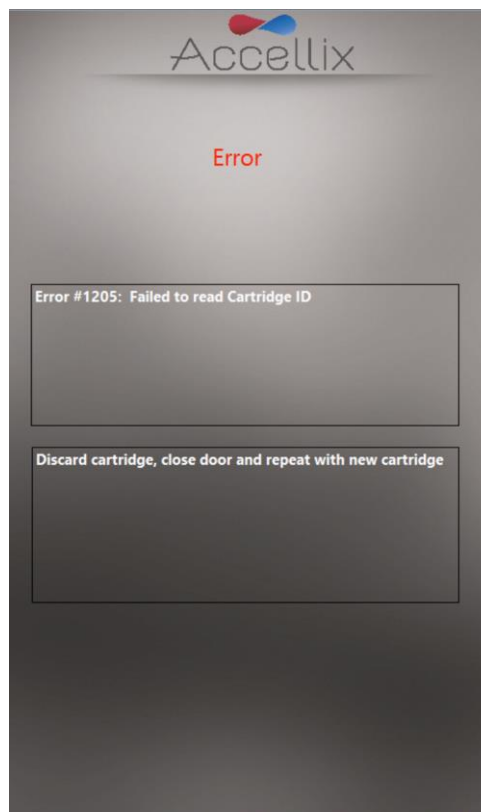 Accellix
Error
Error #1205: Failed to read Cartridge ID
Discard cartridge, close door and repeat with new cartridge